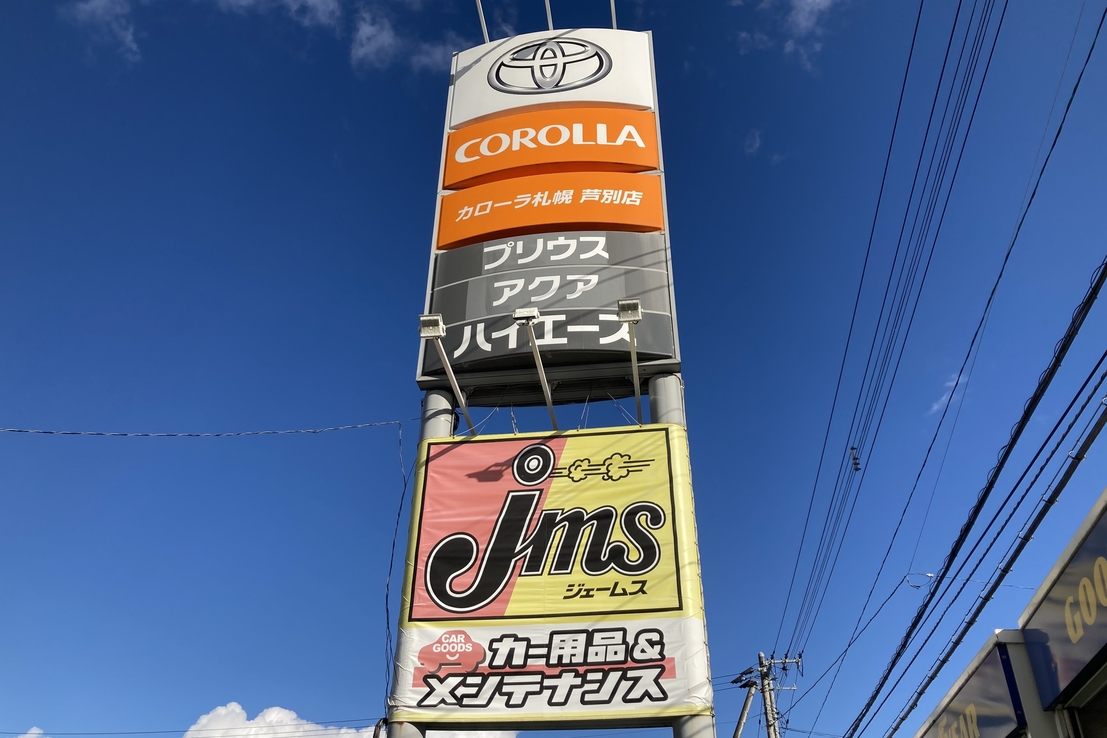 COROLLA
カローラ札幌 芦別店
プリウス
アクア
ハイエース
jms
ジェームス
CAR
GOODS
カー用品&
メンテナンス
GOO
GEAR